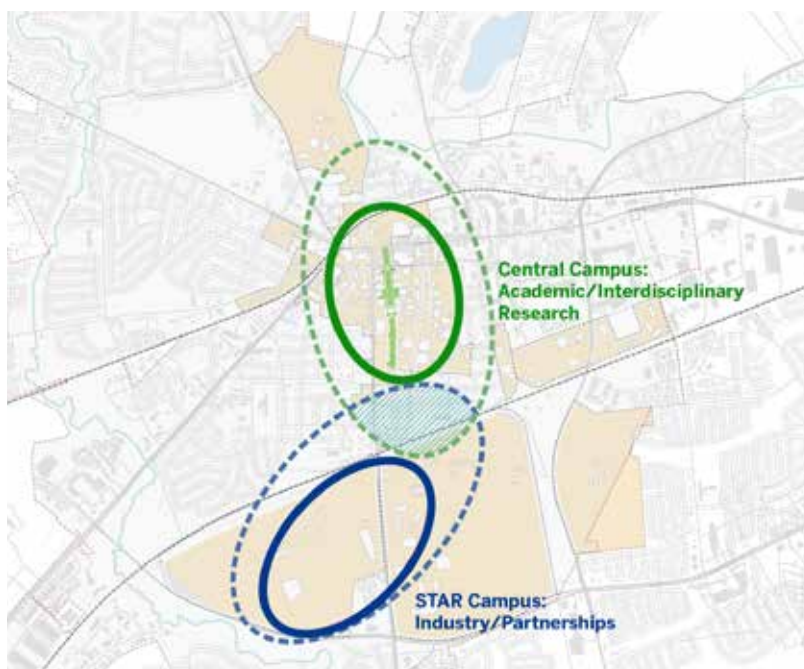 Central Campus:
Academic/Interdisciplinary
Research
STAR Campus:
Industry/Partnerships